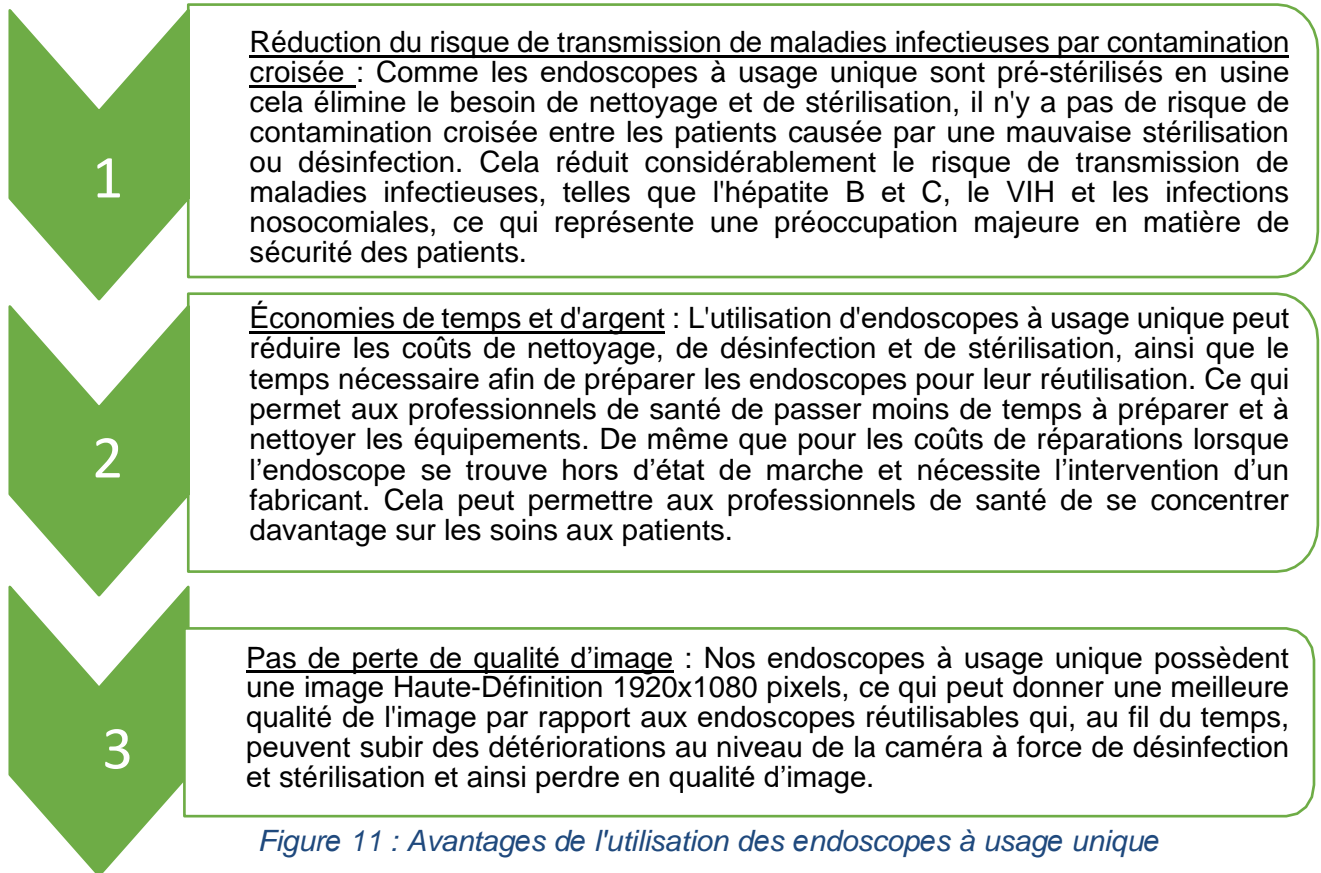 1
Réduction du risque de transmission de maladies infectieuses par contamination
croisée : Comme les endoscopes à usage unique sont pré-stérilisés en usine
cela élimine le besoin de nettoyage et de stérilisation, il n'y a pas de risque de
contamination croisée entre les patients causée par une mauvaise stérilisation
ou désinfection. Cela réduit considérablement le risque de transmission de
maladies infectieuses, telles que l'hépatite B et C, le VIH et les infections
nosocomiales, ce qui représente une préoccupation majeure en matière de
sécurité des patients.
2
Économies de temps et d'argent : L'utilisation d'endoscopes à usage unique peut
réduire les coûts de nettoyage, de désinfection et de stérilisation, ainsi que le
temps nécessaire afin de préparer les endoscopes pour leur réutilisation. Ce qui
permet aux professionnels de santé de passer moins de temps à préparer et à
nettoyer les équipements. De même que pour les coûts de réparations lorsque
l’endoscope se trouve hors d’état de marche et nécessite l’intervention d’un
fabricant. Cela peut permettre aux professionnels de santé de se concentrer
davantage sur les soins aux patients.
3
Pas de perte de qualité d’image : Nos endoscopes à usage unique possèdent
une image Haute-Définition 1920x1080 pixels, ce qui peut donner une meilleure
qualité de l'image par rapport aux endoscopes réutilisables qui, au fil du temps,
peuvent subir des détériorations au niveau de la caméra à force de désinfection
et stérilisation et ainsi perdre en qualité d’image.
Figure 11 : Avantages de l'utilisation des endoscopes à usage unique